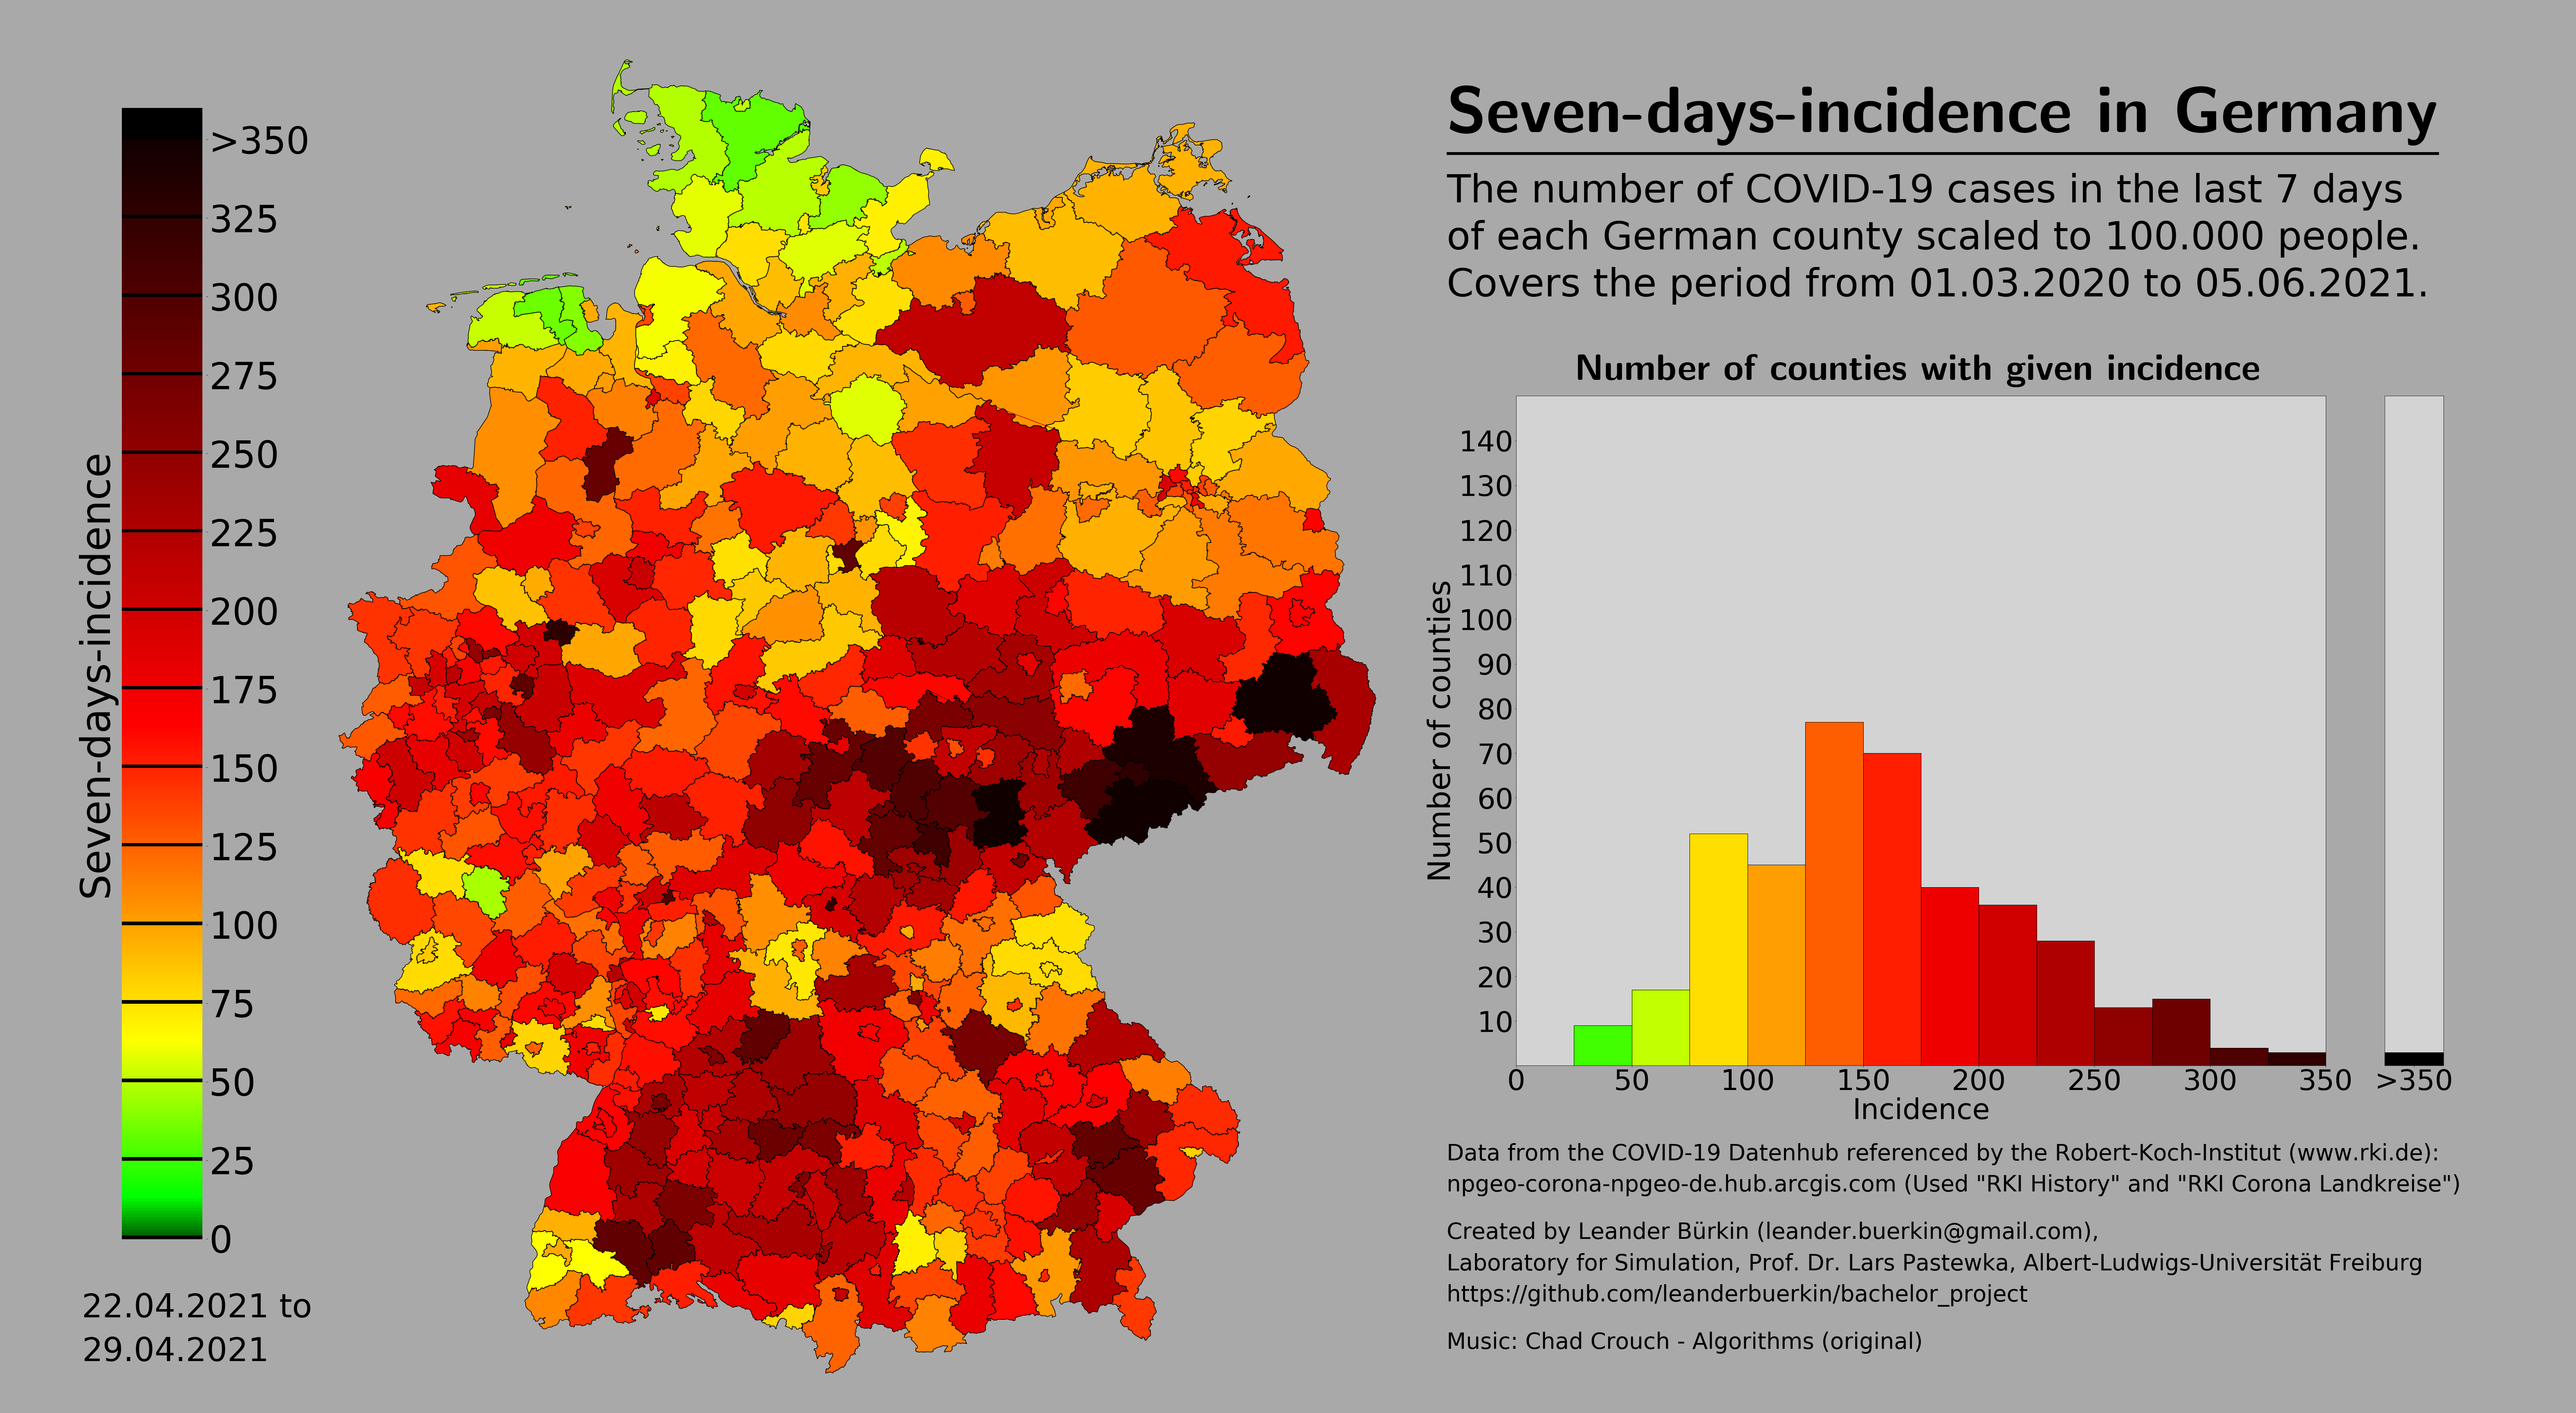 Seven-days-incidence in Germany
The number of COVID-19 cases in the last 7 days
of each German county scaled to 100.000 people.
Covers the period from 01.03.2020 to 05.06.2021.
Seven-days-incidence
>350
325
300
275
250
225
200
175
150
125
100
75
50
25
0
22.04.2021 to
29.04.2021
Number of counties with given incidence
Number of counties
140
130
120
110
100
90
80
70
60
50
40
30
20
10
0 50 100 150 200 250 300 350 >350
Incidence
Data from the COVID-19 Datenhub referenced by the Robert-Koch-Institut (www.rki.de):
npgeo-corona-npgeo-de.hub.arcgis.com (Used "RKI History" and "RKI Corona Landkreise")
Created by Leander Bürkin (leander.buerkin@gmail.com),
Laboratory for Simulation, Prof. Dr. Lars Pastewka, Albert-Ludwigs-Universität Freiburg
https://github.com/leanderbuerkin/bachelor_project
Music: Chad Crouch - Algorithms (original)